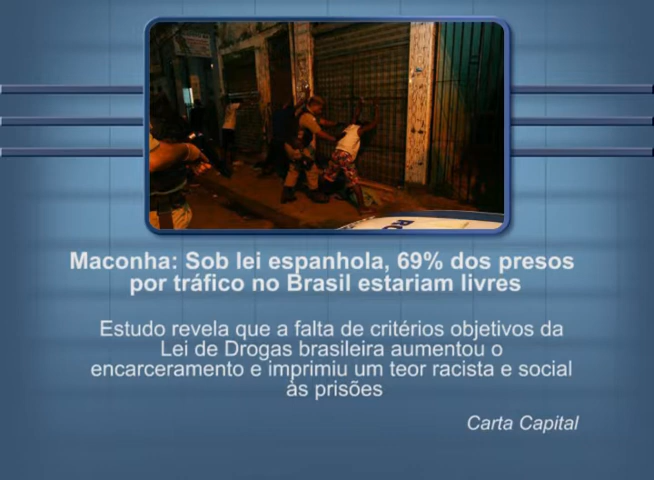 Maconha: Sob lei espanhola, 69% dos presos
por tráfico no Brasil estariam livres
Estudo revela que a falta de critérios objetivos da
Lei de Drogas brasileira aumentou o
encarceramento e imprimiu um teor racista e social
às prisões
Carta Capital